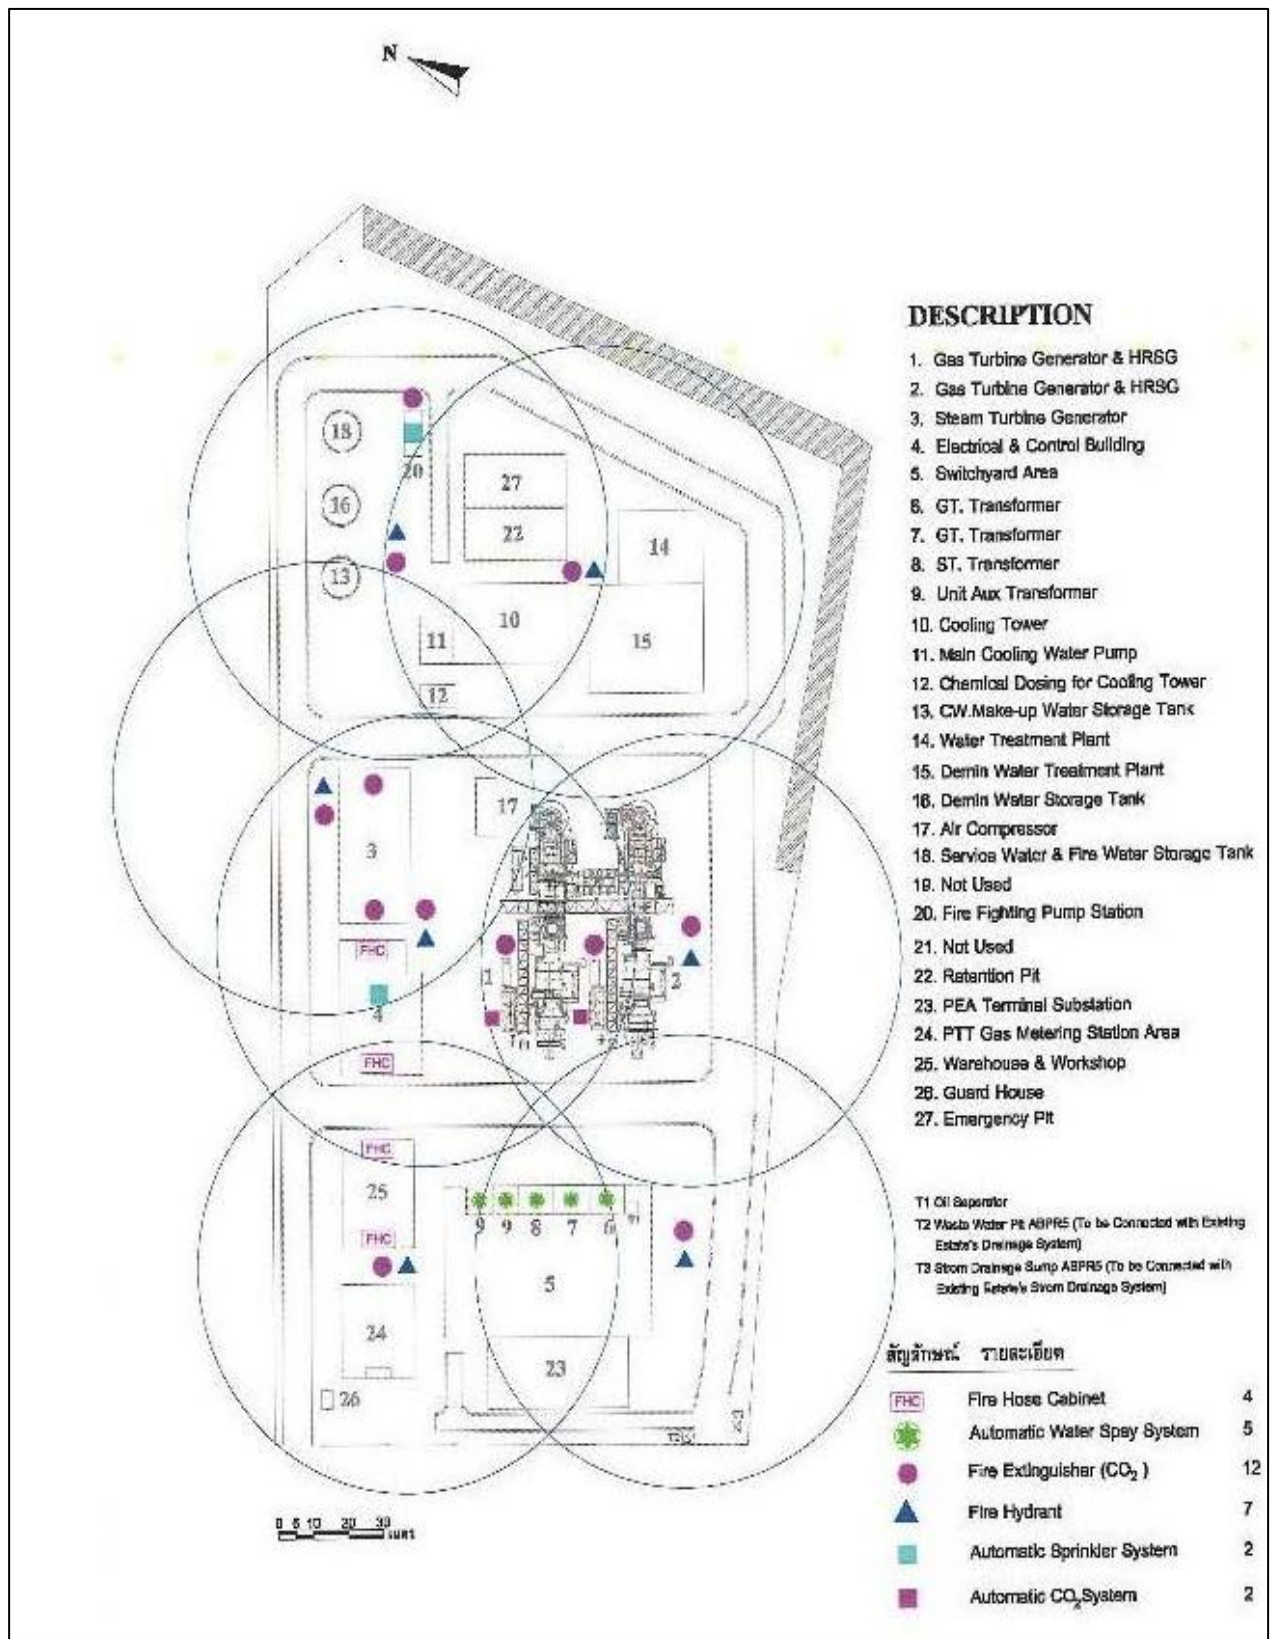 N
18
20
27
16
22
14
13
10
11
15
12
17
3
FHC
1
2
4
FHC
FHC
25
9
9
8
7
6
T1
FHC
5
24
23
26
T2
0 5 10 20 30
เมตร
DESCRIPTION
1. Gas Turbine Generator & HRSG
2. Gas Turbine Generator & HRSG
3. Steam Turbine Generator
4. Electrical & Control Building
5. Switchyard Area
6. GT. Transformer
7. GT. Transformer
8. ST. Transformer
9. Unit Aux Transformer
10. Cooling Tower
11. Main Cooling Water Pump
12. Chemical Dosing for Cooling Tower
13. CW.Make-up Water Storage Tank
14. Water Treatment Plant
15. Demin Water Treatment Plant
16. Demin Water Storage Tank
17. Air Compressor
18. Service Water & Fire Water Storage Tank
19. Not Used
20. Fire Fighting Pump Station
21. Not Used
22. Retention Pit
23. PEA Terminal Substation
24. PTT Gas Metering Station Area
25. Warehouse & Workshop
26. Guard House
27. Emergency Pit
T1 Oil Separator
T2 Waste Water Pit ABPR5 (To be Connected with Existing
Estate's Drainage System)
T3 Strom Drainage Sump ABPR5 (To be Connected with
Existing Estate's Strom Drainage System)
สัญลักษณ์ รายละเอียด
FHC Fire Hose Cabinet 4
Automatic Water Spay System 5
Fire Extinguisher (CO₂ ) 12
Fire Hydrant 7
Automatic Sprinkler System 2
Automatic CO₂System 2